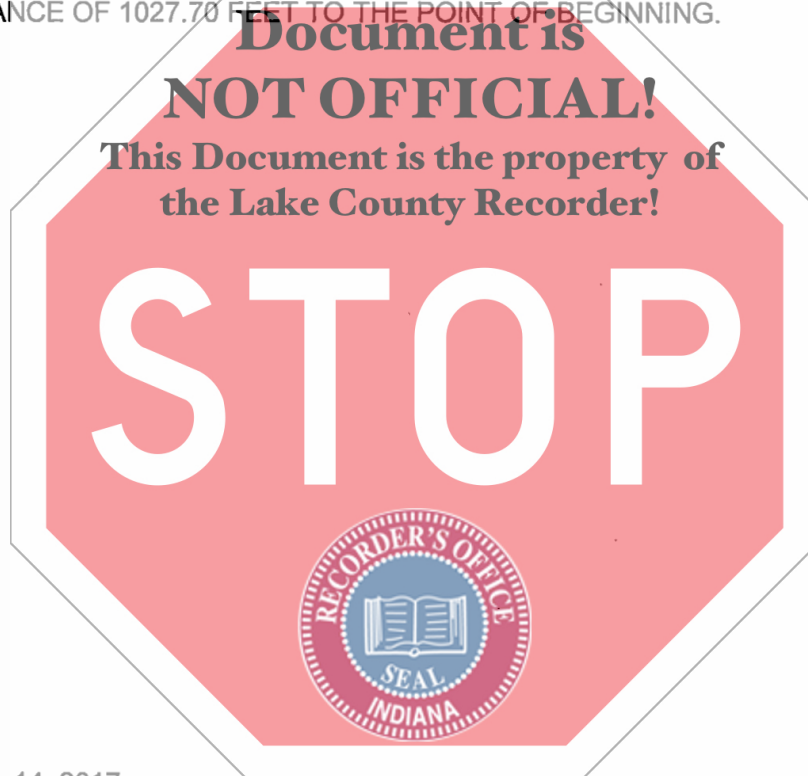 OF 1027.70 FEET TO THE POINT OF BEGINNING.
Document is
NOT OFFICIAL!
This Document is the property of
the Lake County Recorder!
STOP
RECORDER'S OFFICE
SEAL
INDIANA